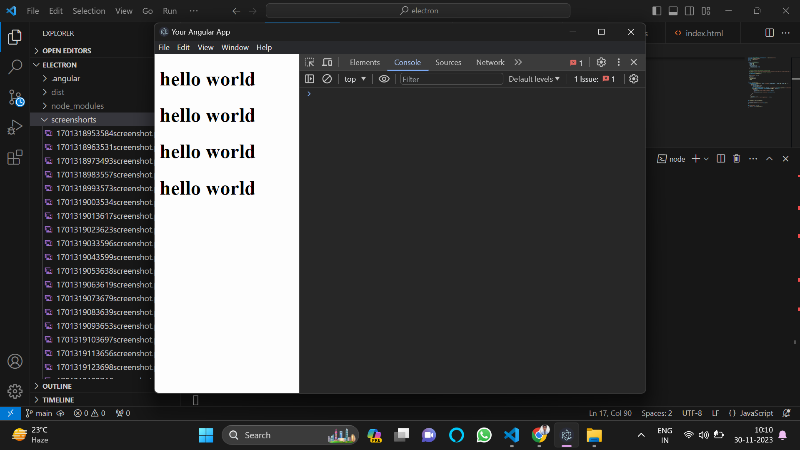 File Edit Selection View Go Run ···
electron
EXPLORER
OPEN EDITORS
ELECTRON
.angular
dist
node_modules
screenshorts
1701318953584screenshot.
1701318963531screenshot.
1701318973493screenshot.
1701318983557screenshot.
1701318993573screenshot.
1701319003534screenshot.
1701319013617screenshot.
1701319023623screenshot.
1701319033596screenshot.
1701319043599screenshot.
1701319053638screenshot.
1701319063619screenshot.
1701319073679screenshot.
1701319083639screenshot.
1701319093653screenshot.
1701319103697screenshot.
1701319113656screenshot.
1701319123698screenshot.
OUTLINE
TIMELINE
Your Angular App
File Edit View Window Help
hello world
hello world
hello world
hello world
Elements Console Sources Network » 1
top Filter Default levels 1 Issue: 1
index.html
node
main 0 0 0
Ln 17, Col 90 Spaces: 2 UTF-8 LF {} JavaScript
23°C
Haze
Search
ENG
IN
10:10
30-11-2023